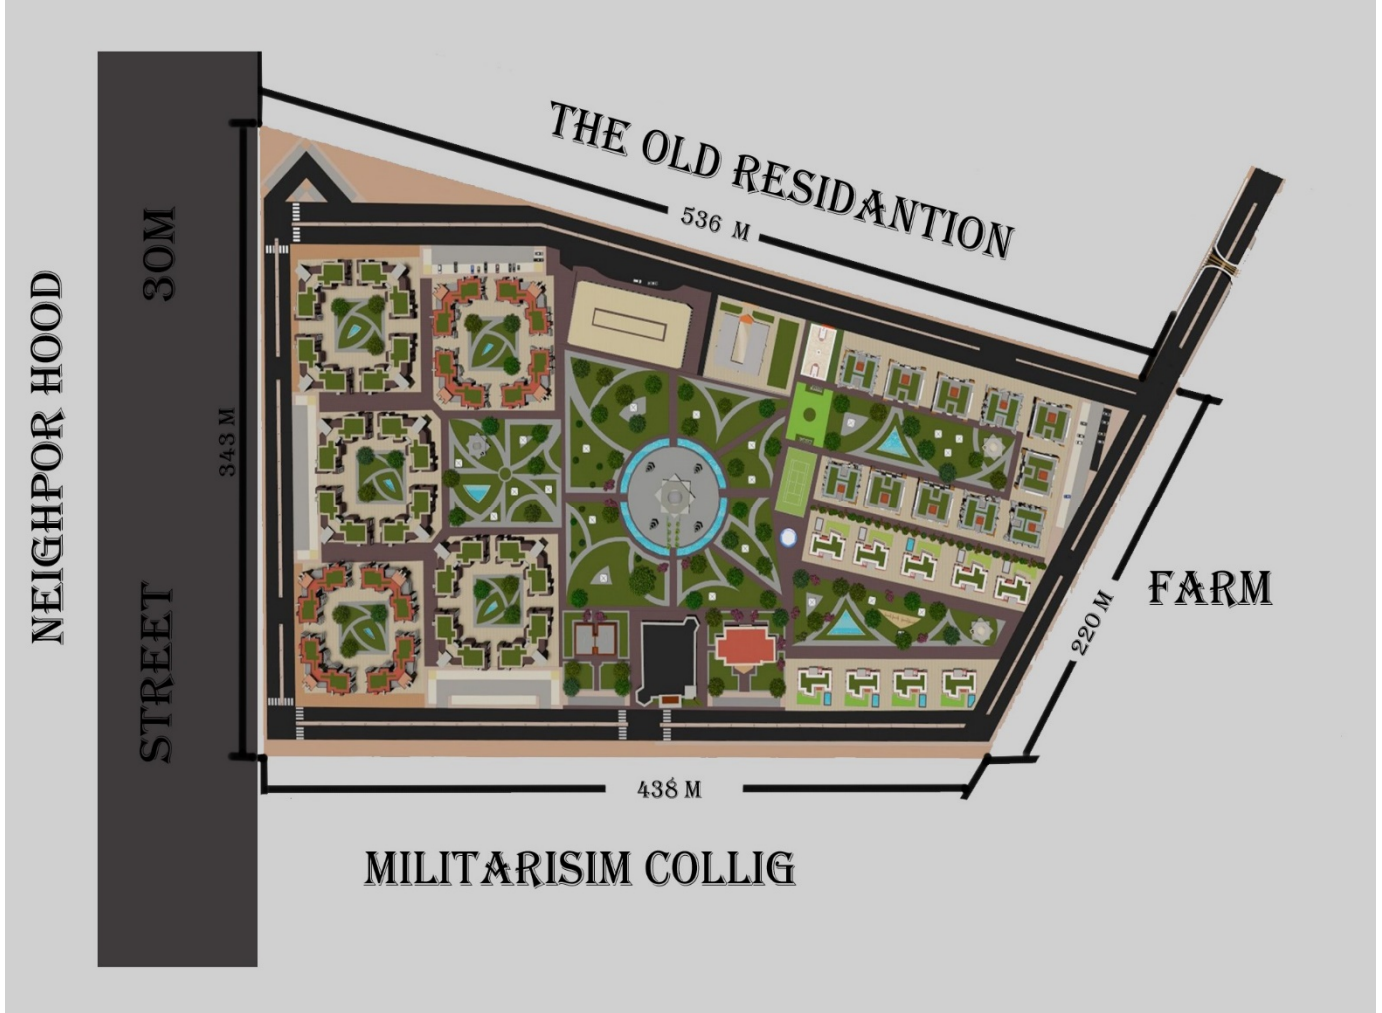 THE OLD RESIDANTION
536 M
30M
STREET
NEIGHPOR HOOD
343 M
FARM
220 M
438 M
MILITARISIM COLLIG